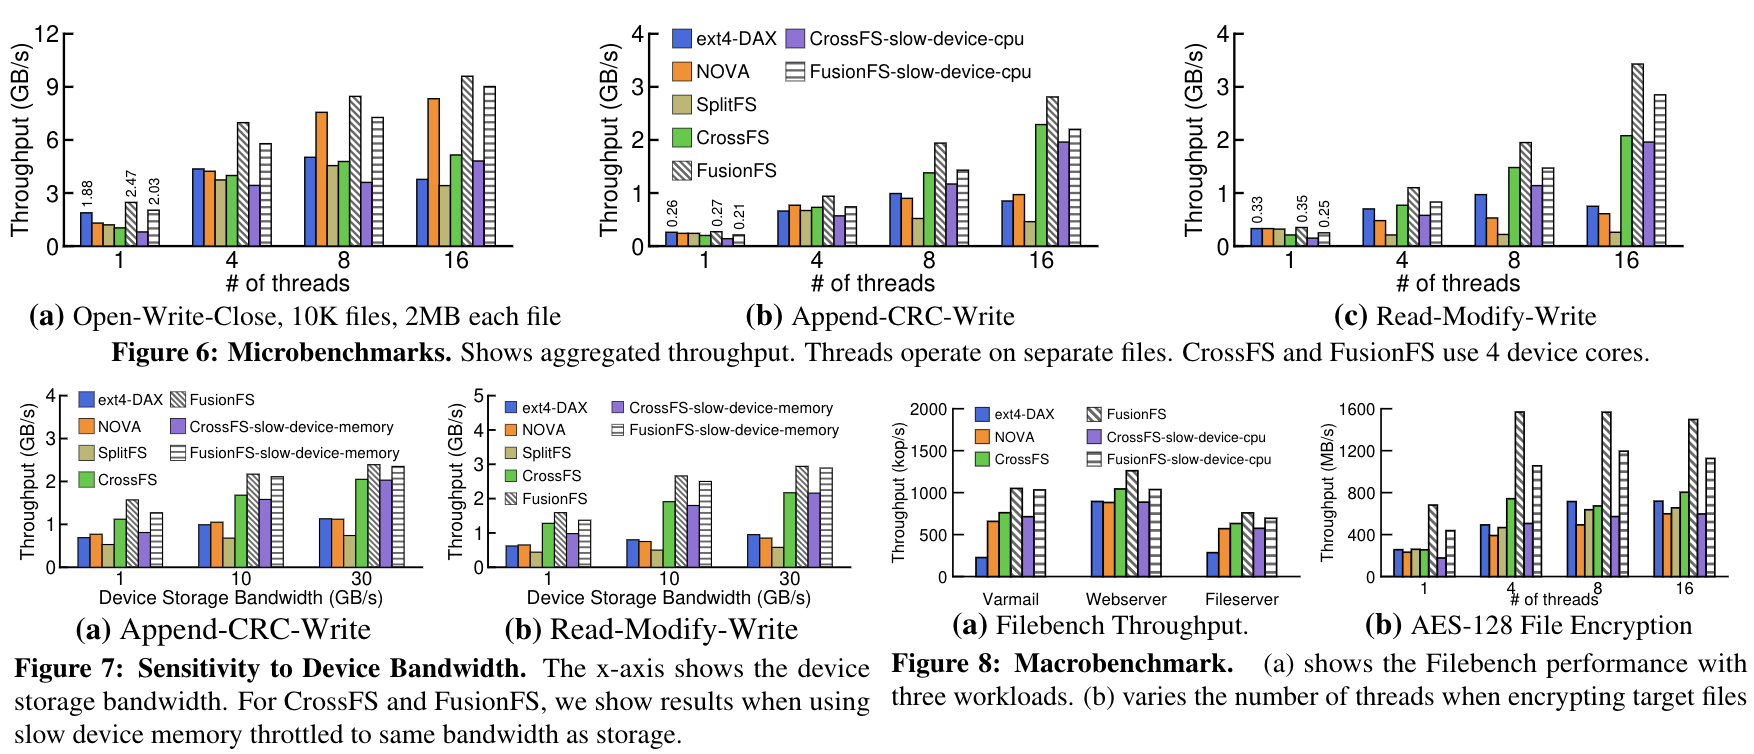 Throughput (GB/s)
12
9
6
3
0
1.88
2.47
2.03
1 4 8 16
# of threads
(a) Open-Write-Close, 10K files, 2MB each file
Throughput (GB/s)
4
3
2
1
0
ext4-DAX
NOVA
SplitFS
CrossFS
FusionFS
CrossFS-slow-device-cpu
FusionFS-slow-device-cpu
0.26
0.27
0.21
1 4 8 16
# of threads
(b) Append-CRC-Write
Throughput (GB/s)
4
3
2
1
0
0.33
0.35
0.25
1 4 8 16
# of threads
(c) Read-Modify-Write
Figure 6: Microbenchmarks. Shows aggregated throughput. Threads operate on separate files. CrossFS and FusionFS use 4 device cores.
Throughput (GB/s)
4
3
2
1
0
ext4-DAX
NOVA
SplitFS
CrossFS
FusionFS
CrossFS-slow-device-memory
FusionFS-slow-device-memory
1 10 30
Device Storage Bandwidth (GB/s)
(a) Append-CRC-Write
Throughput (GB/s)
5
4
3
2
1
0
ext4-DAX
NOVA
SplitFS
CrossFS
FusionFS
CrossFS-slow-device-memory
FusionFS-slow-device-memory
1 10 30
Device Storage Bandwidth (GB/s)
(b) Read-Modify-Write
Figure 7: Sensitivity to Device Bandwidth. The x-axis shows the device
storage bandwidth. For CrossFS and FusionFS, we show results when using
slow device memory throttled to same bandwidth as storage.
Throughput (kop/s)
2000
1500
1000
500
0
ext4-DAX
NOVA
CrossFS
FusionFS
CrossFS-slow-device-cpu
FusionFS-slow-device-cpu
Varmail Webserver Fileserver
(a) Filebench Throughput.
Throughput (MB/s)
1600
1200
800
400
0
1 4 8 16
# of threads
(b) AES-128 File Encryption
Figure 8: Macrobenchmark. (a) shows the Filebench performance with
three workloads. (b) varies the number of threads when encrypting target files